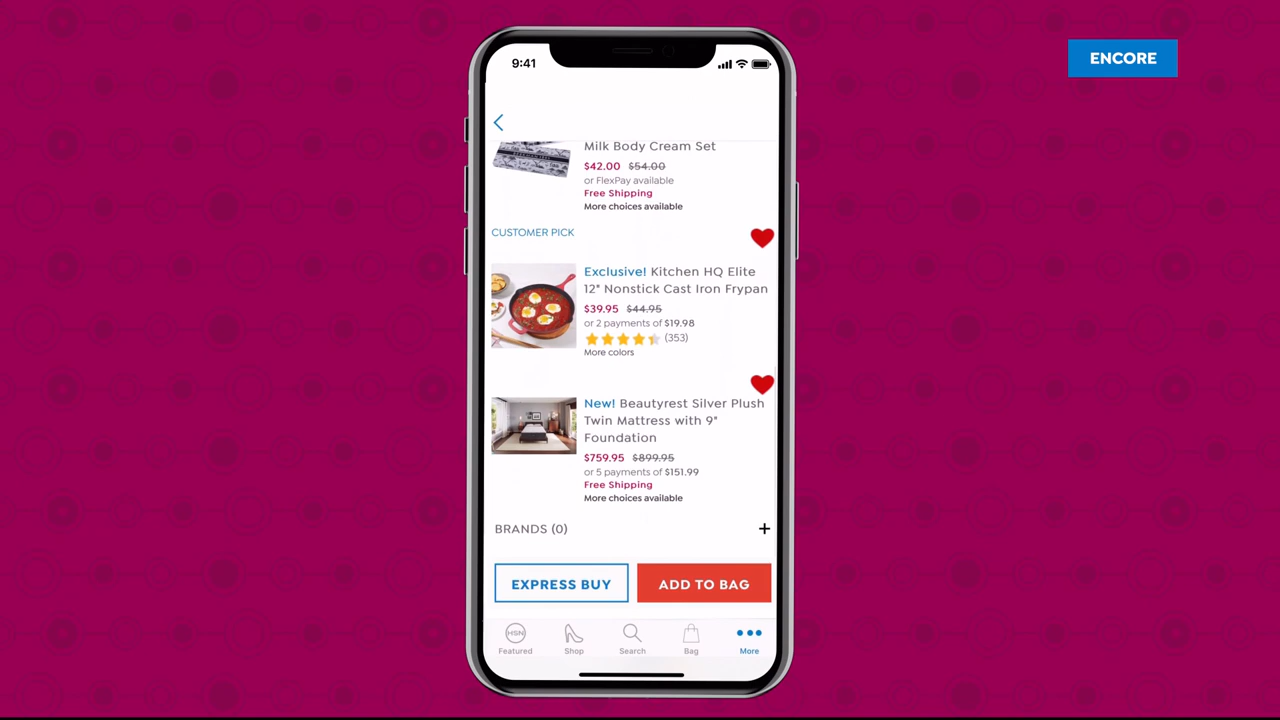 ENCORE
9:41
Milk Body Cream Set
$42.00 $54.00
or FlexPay available
Free Shipping
More choices available
CUSTOMER PICK
Exclusive! Kitchen HQ Elite
12" Nonstick Cast Iron Frypan
$39.95 $44.95
or 2 payments of $19.98
(353)
More colors
New! Beautyrest Silver Plush
Twin Mattress with 9"
Foundation
$759.95 $899.95
or 5 payments of $151.99
Free Shipping
More choices available
BRANDS (0) +
EXPRESS BUY ADD TO BAG
HSN
Featured Shop Search Bag More